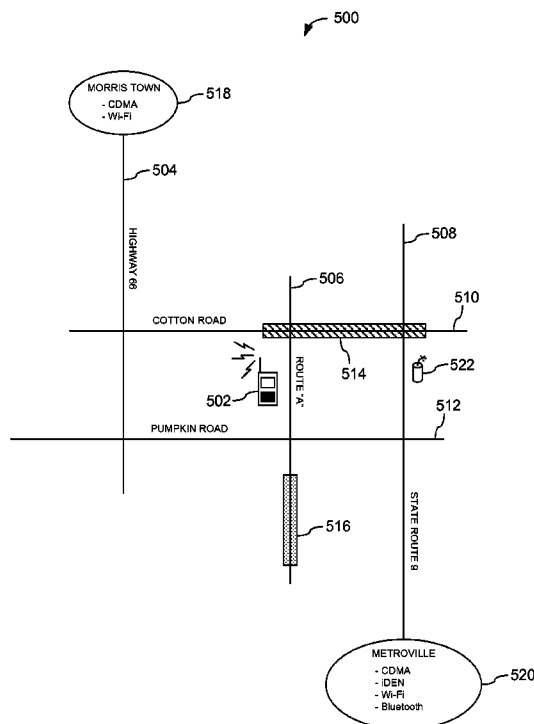 500
MORRIS TOWN
- CDMA
- Wi-Fi
518
504
508
HIGHWAY 66
506
510
COTTON ROAD
514
522
ROUTE "A"
502
512
PUMPKIN ROAD
516
STATE ROUTE 9
METROVILLE
- CDMA
- iDEN
- Wi-Fi
- Bluetooth
520